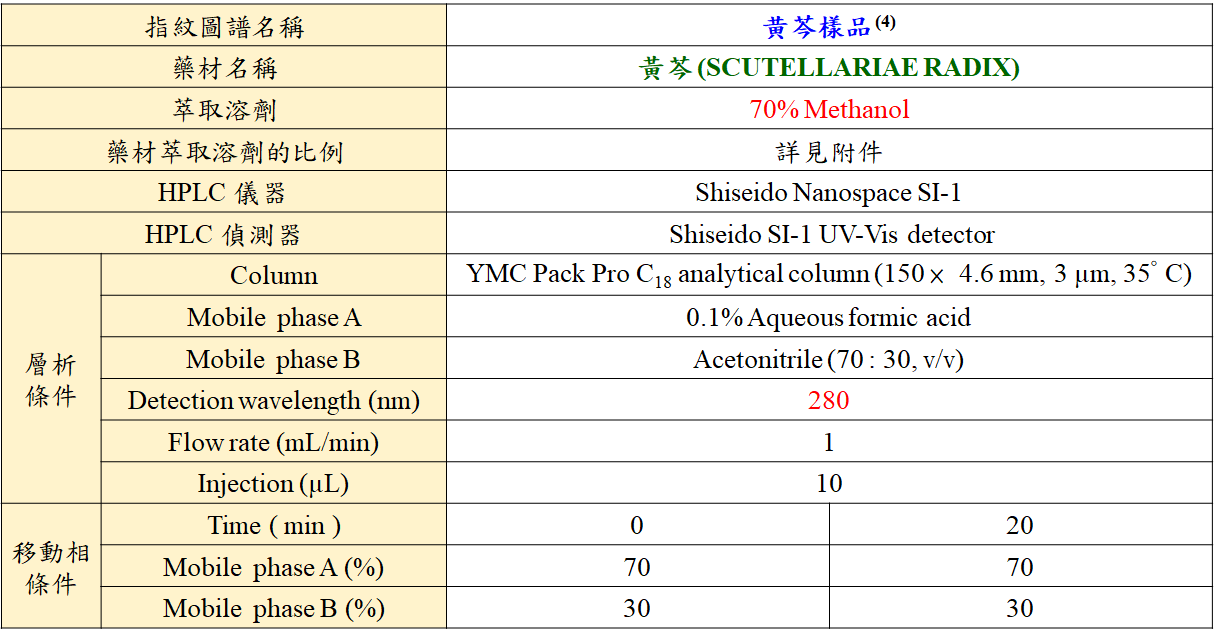 指紋圖譜名稱 黃芩樣品(4)
藥材名稱 黃芩(SCUTELLARIAE RADIX)
萃取溶劑 70% Methanol
藥材萃取溶劑的比例 詳見附件
HPLC 儀器 Shiseido Nanospace SI-1
HPLC 偵測器 Shiseido SI-1 UV-Vis detector
層析條件
Column YMC Pack Pro C18 analytical column (150 × 4.6 mm, 3 µm, 35° C)
Mobile phase A 0.1% Aqueous formic acid
Mobile phase B Acetonitrile (70 : 30, v/v)
Detection wavelength (nm) 280
Flow rate (mL/min) 1
Injection (µL) 10
移動相條件
Time ( min ) 0 20
Mobile phase A (%) 70 70
Mobile phase B (%) 30 30